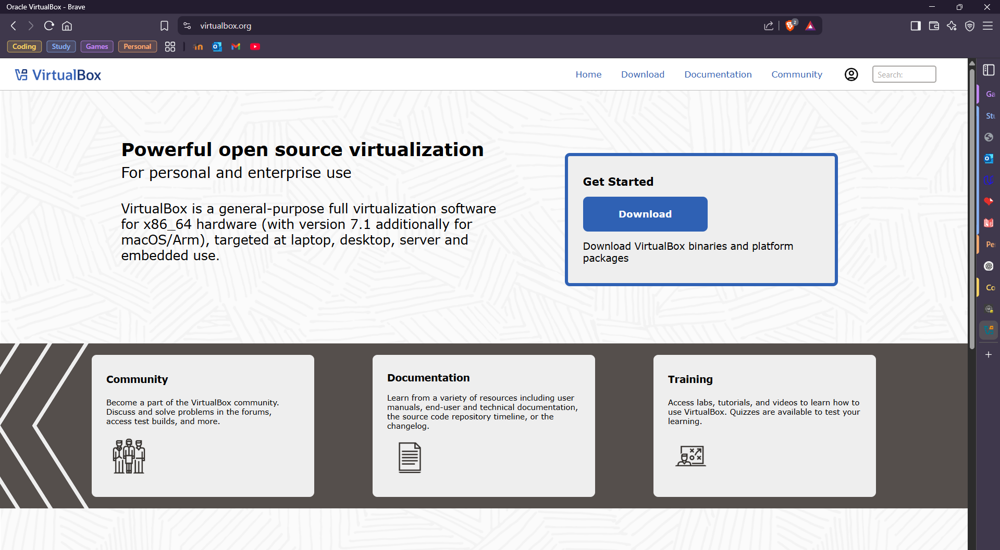 Oracle VirtualBox - Brave
virtualbox.org
2
Coding
Study
Games
Personal
VirtualBox
Home
Download
Documentation
Community
Search:
Powerful open source virtualization
For personal and enterprise use
VirtualBox is a general-purpose full virtualization software
for x86_64 hardware (with version 7.1 additionally for
macOS/Arm), targeted at laptop, desktop, server and
embedded use.
Get Started
Download
Download VirtualBox binaries and platform
packages
Community
Become a part of the VirtualBox community.
Discuss and solve problems in the forums,
access test builds, and more.
Documentation
Learn from a variety of resources including user
manuals, end-user and technical documentation,
the source code repository timeline, or the
changelog.
Training
Access labs, tutorials, and videos to learn how to
use VirtualBox. Quizzes are available to test your
learning.
Ga
Stu
Pe
Co